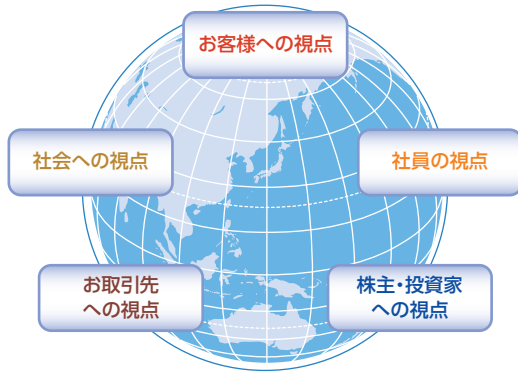 お客様への視点
社会への視点
社員の視点
お取引先
への視点
株主・投資家
への視点